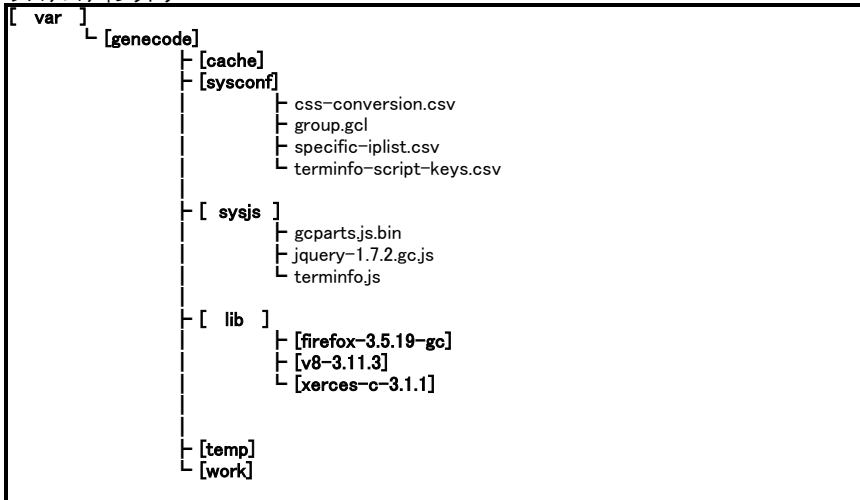 [ var ]
└ [genecode]
├ [cache]
├ [sysconf]
├ css-conversion.csv
├ group.gcl
├ specific-iplist.csv
└ terminfo-script-keys.csv
├ [ sysjs ]
├ gcparts.js.bin
├ jquery-1.7.2.gc.js
└ terminfo.js
├ [ lib ]
├ [firefox-3.5.19-gc]
├ [v8-3.11.3]
└ [xerces-c-3.1.1]
├ [temp]
└ [work]